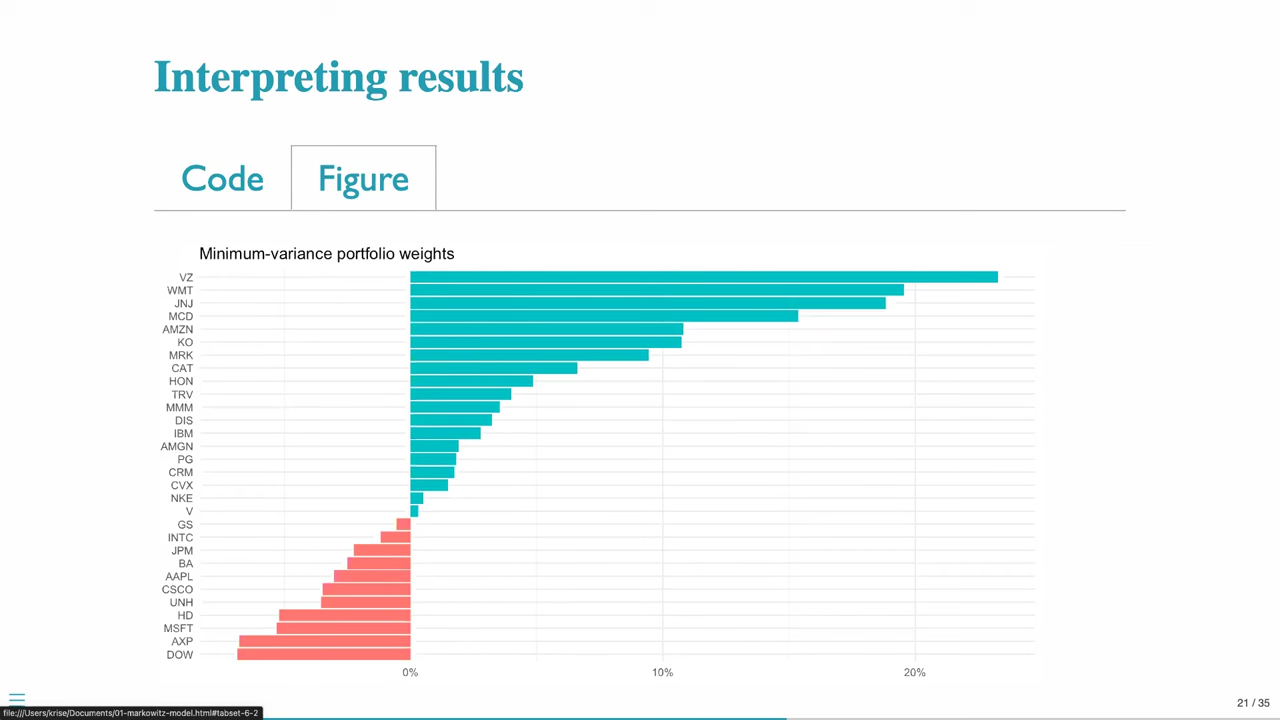 Interpreting results
Code
Figure
Minimum-variance portfolio weights
VZ
WMT
JNJ
MCD
AMZN
KO
MRK
CAT
HON
TRV
MMM
DIS
IBM
AMGN
PG
CRM
CVX
NKE
V
GS
INTC
JPM
BA
AAPL
CSCO
UNH
HD
MSFT
AXP
DOW
0% 10% 20%
21 / 35
file:///Users/krise/Documents/01-markowitz-model.html#tabset-6-2